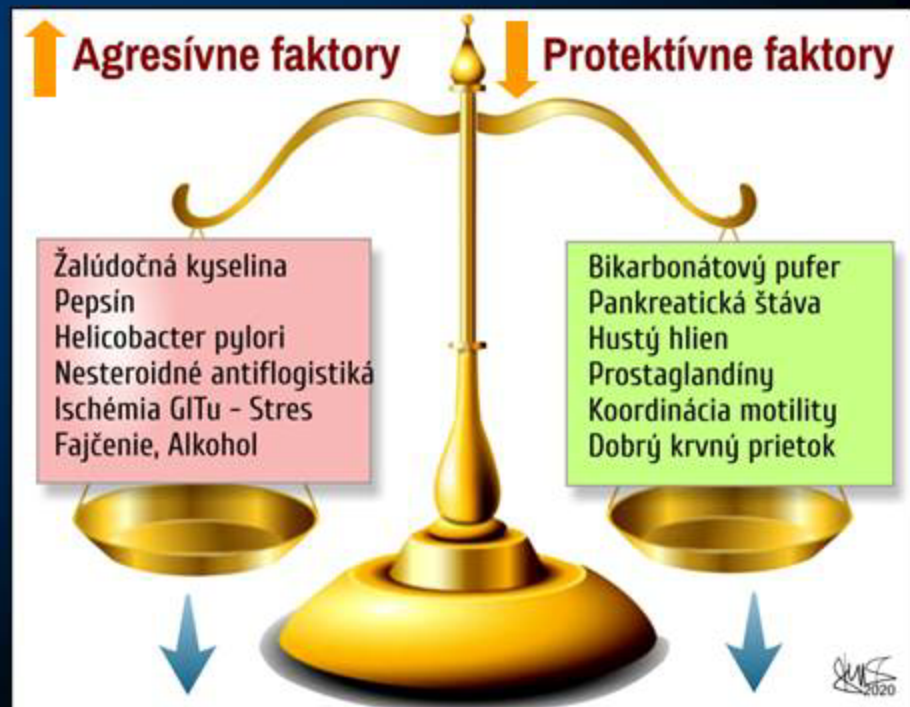 Agresívne faktory
Protektívne faktory
Žalúdočná kyselina
Pepsín
Helicobacter pylori
Nesteroidné antiflogistiká
Ischémia GITu - Stres
Fajčenie, Alkohol
Bikarbonátový pufer
Pankreatická štáva
Hustý hlien
Prostaglandíny
Koordinácia motility
Dobrý krvný prietok
2020